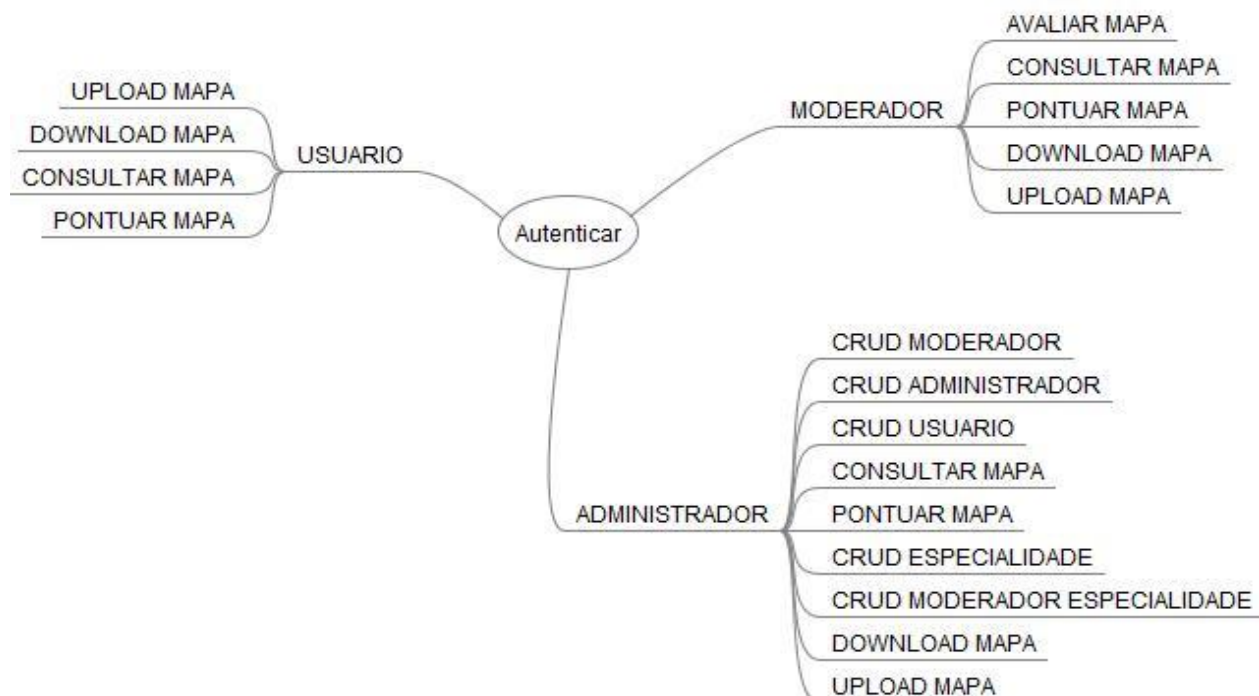 UPLOAD MAPA
DOWNLOAD MAPA
CONSULTAR MAPA
PONTUAR MAPA
USUARIO
Autenticar
MODERADOR
AVALIAR MAPA
CONSULTAR MAPA
PONTUAR MAPA
DOWNLOAD MAPA
UPLOAD MAPA
ADMINISTRADOR
CRUD MODERADOR
CRUD ADMINISTRADOR
CRUD USUARIO
CONSULTAR MAPA
PONTUAR MAPA
CRUD ESPECIALIDADE
CRUD MODERADOR ESPECIALIDADE
DOWNLOAD MAPA
UPLOAD MAPA